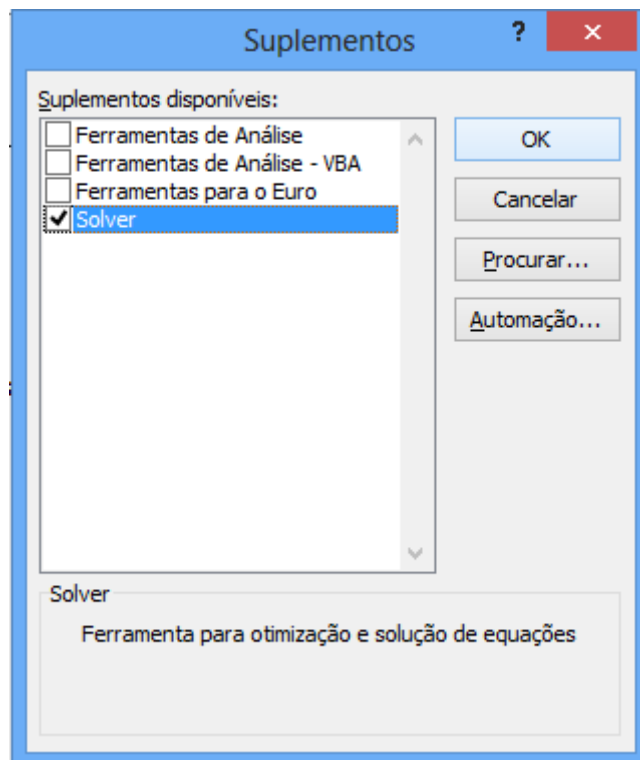 Suplementos
?
Suplementos disponíveis:
Ferramentas de Análise
Ferramentas de Análise - VBA
Ferramentas para o Euro
Solver
OK
Cancelar
Procurar...
Automação...
Solver
Ferramenta para otimização e solução de equações